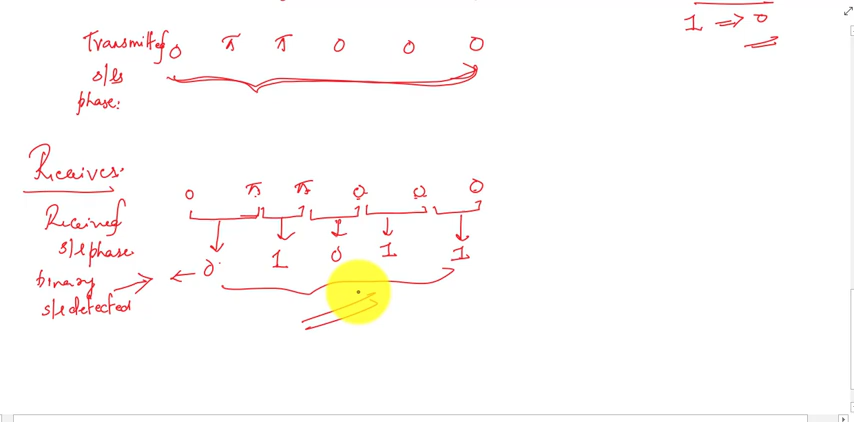 1 ⇒ 0
Transmitted 0 π π 0 0 0
s/ls
phase:
Receiver:
0 π π 0 0 0
Received
s/l phase
0 1 0 1 1
binary
s/l detected